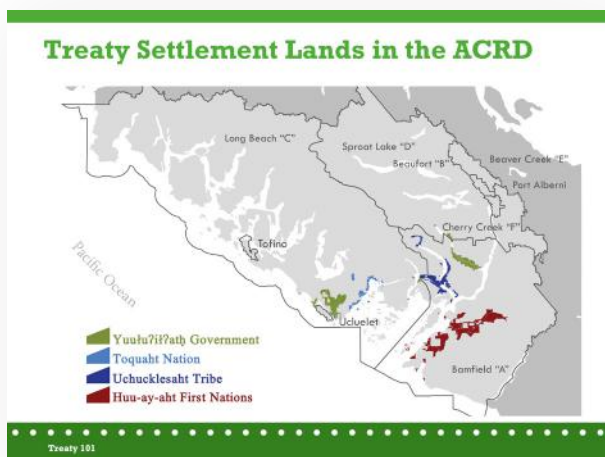 Treaty Settlement Lands in the ACRD
Long Beach "C"
Sproat Lake "D"
Beaufort "B"
Beaver Creek "E"
Port Alberni
Cherry Creek "F"
Tofino
Pacific Ocean
Ucluelet
Bamfield "A"
Yuułuʔiłʔatḥ Government
Toquaht Nation
Uchucklesaht Tribe
Huu-ay-aht First Nations
Treaty 101